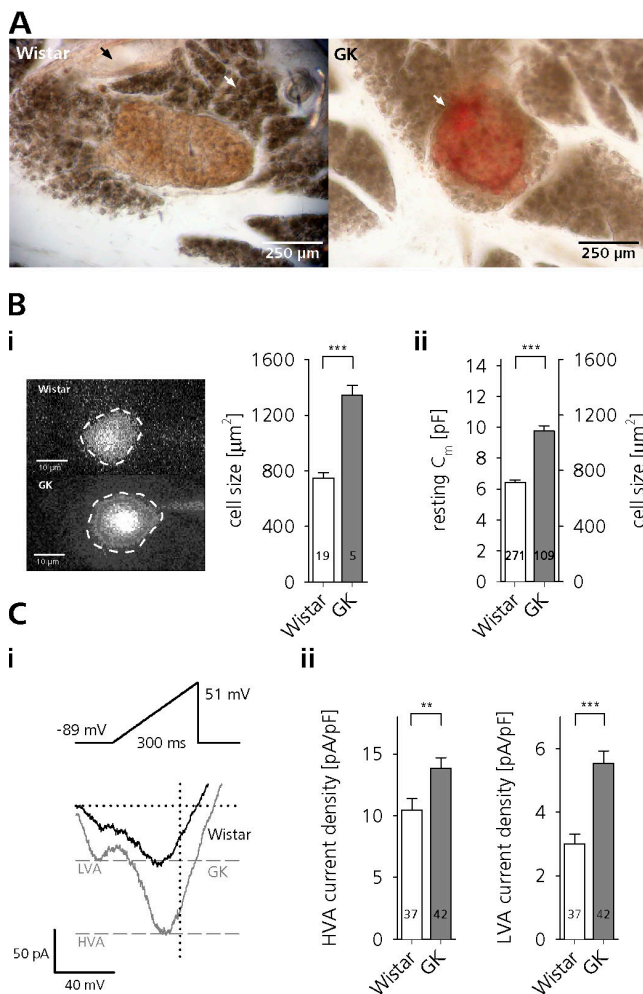 A
Wistar
250 µm
GK
250 µm
B
i
Wistar
10 µm
GK
10 µm
cell size [µm²]
1600
1200
800
400
0
***
19
5
Wistar
GK
ii
resting Cm [pF]
14
12
10
8
6
4
2
0
***
271
109
Wistar
GK
1600
1200
800
400
0
cell size [µm²]
C
i
-89 mV
51 mV
300 ms
Wistar
LVA
GK
HVA
50 pA
40 mV
ii
HVA current density [pA/pF]
15
10
5
0
**
37
42
Wistar
GK
LVA current density [pA/pF]
6
4
2
0
***
37
42
Wistar
GK